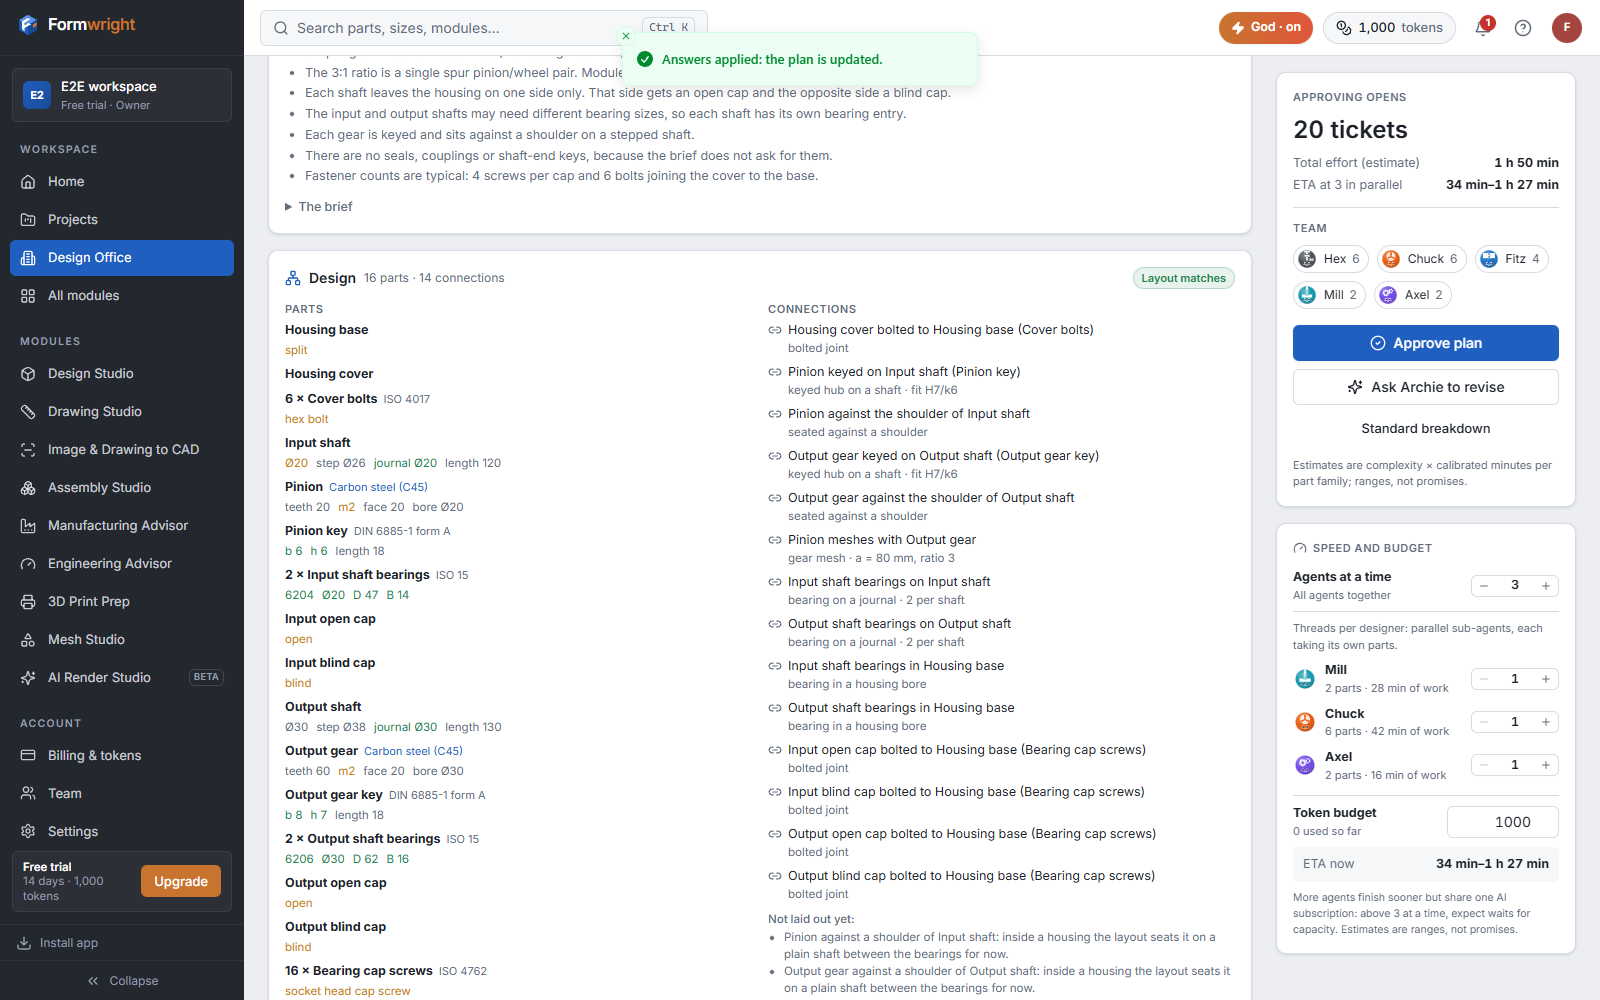 Formwright
E2
E2E workspace
Free trial · Owner
WORKSPACE
Home
Projects
Design Office
All modules
MODULES
Design Studio
Drawing Studio
Image & Drawing to CAD
Assembly Studio
Manufacturing Advisor
Engineering Advisor
3D Print Prep
Mesh Studio
AI Render Studio
BETA
ACCOUNT
Billing & tokens
Team
Settings
Free trial
14 days · 1,000
tokens
Upgrade
Install app
Collapse
Search parts, sizes, modules...
Ctrl K
God · on
1,000 tokens
1
F
Answers applied: the plan is updated.
The 3:1 ratio is a single spur pinion/wheel pair. Module
Each shaft leaves the housing on one side only. That side gets an open cap and the opposite side a blind cap.
The input and output shafts may need different bearing sizes, so each shaft has its own bearing entry.
Each gear is keyed and sits against a shoulder on a stepped shaft.
There are no seals, couplings or shaft-end keys, because the brief does not ask for them.
Fastener counts are typical: 4 screws per cap and 6 bolts joining the cover to the base.
The brief
Design 16 parts · 14 connections
Layout matches
PARTS
Housing base
split
Housing cover
6 × Cover bolts ISO 4017
hex bolt
Input shaft
Ø20 step Ø26 journal Ø20 length 120
Pinion Carbon steel (C45)
teeth 20 m2 face 20 bore Ø20
Pinion key DIN 6885-1 form A
b 6 h 6 length 18
2 × Input shaft bearings ISO 15
6204 Ø20 D 47 B 14
Input open cap
open
Input blind cap
blind
Output shaft
Ø30 step Ø38 journal Ø30 length 130
Output gear Carbon steel (C45)
teeth 60 m2 face 20 bore Ø30
Output gear key DIN 6885-1 form A
b 8 h 7 length 18
2 × Output shaft bearings ISO 15
6206 Ø30 D 62 B 16
Output open cap
open
Output blind cap
blind
16 × Bearing cap screws ISO 4762
socket head cap screw
CONNECTIONS
Housing cover bolted to Housing base (Cover bolts)
bolted joint
Pinion keyed on Input shaft (Pinion key)
keyed hub on a shaft · fit H7/k6
Pinion against the shoulder of Input shaft
seated against a shoulder
Output gear keyed on Output shaft (Output gear key)
keyed hub on a shaft · fit H7/k6
Output gear against the shoulder of Output shaft
seated against a shoulder
Pinion meshes with Output gear
gear mesh · a = 80 mm, ratio 3
Input shaft bearings on Input shaft
bearing on a journal · 2 per shaft
Output shaft bearings on Output shaft
bearing on a journal · 2 per shaft
Input shaft bearings in Housing base
bearing in a housing bore
Output shaft bearings in Housing base
bearing in a housing bore
Input open cap bolted to Housing base (Bearing cap screws)
bolted joint
Input blind cap bolted to Housing base (Bearing cap screws)
bolted joint
Output open cap bolted to Housing base (Bearing cap screws)
bolted joint
Output blind cap bolted to Housing base (Bearing cap screws)
bolted joint
Not laid out yet:
Pinion against a shoulder of Input shaft: inside a housing the layout seats it on a
plain shaft between the bearings for now.
Output gear against a shoulder of Output shaft: inside a housing the layout seats it
on a plain shaft between the bearings for now.
APPROVING OPENS
20 tickets
Total effort (estimate) 1 h 50 min
ETA at 3 in parallel 34 min–1 h 27 min
TEAM
Hex 6
Chuck 6
Fitz 4
Mill 2
Axel 2
Approve plan
Ask Archie to revise
Standard breakdown
Estimates are complexity × calibrated minutes per
part family; ranges, not promises.
SPEED AND BUDGET
Agents at a time
All agents together
− 3 +
Threads per designer: parallel sub-agents, each
taking its own parts.
Mill
2 parts · 28 min of work
− 1 +
Chuck
6 parts · 42 min of work
− 1 +
Axel
2 parts · 16 min of work
− 1 +
Token budget
0 used so far
1000
ETA now 34 min–1 h 27 min
More agents finish sooner but share one AI
subscription: above 3 at a time, expect waits for
capacity. Estimates are ranges, not promises.